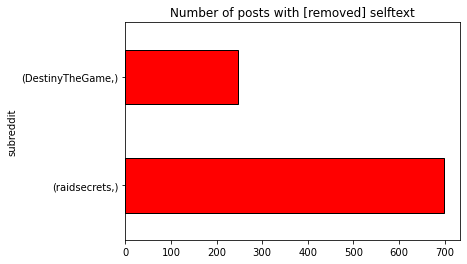 Number of posts with [removed] selftext
(DestinyTheGame,)
subreddit
(raidsecrets,)
0 100 200 300 400 500 600 700